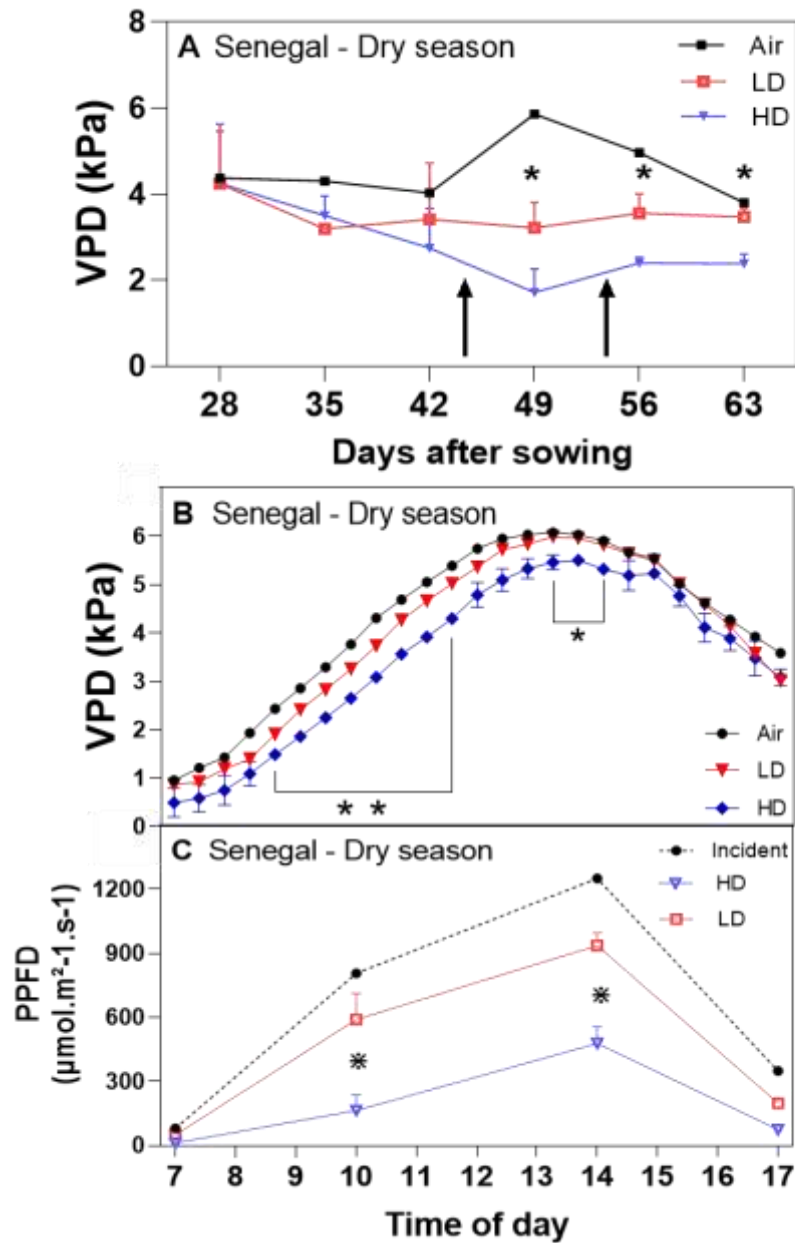 A Senegal - Dry season
Air
LD
HD
VPD (kPa)
8
6
4
2
0
*
*
*
28 35 42 49 56 63
Days after sowing
B Senegal - Dry season
VPD (kPa)
6
5
4
3
2
1
0
* *
*
Air
LD
HD
C Senegal - Dry season
Incident
HD
LD
PPFD
(µmol.m²-1.s-1)
1200
900
600
300
0
*
*
7 8 9 10 11 12 13 14 15 16 17
Time of day